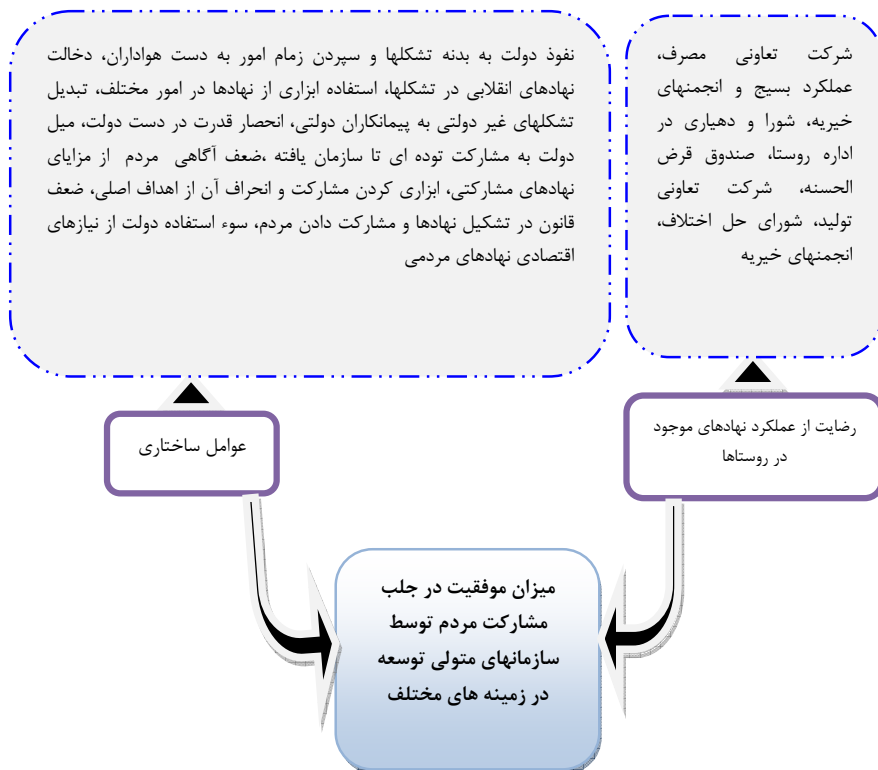 شرکت تعاونی مصرف،
عملکرد بسیج و انجمنهای
خیریه، شورا و دهیاری در
اداره روستا، صندوق قرض
الحسنه، شرکت تعاونی
تولید، شورای حل اختلاف،
انجمنهای خیریه
نفوذ دولت به بدنه تشکلها و سپردن زمام امور به دست هواداران، دخالت
نهادهای انقلابی در تشکلها، استفاده ابزاری از نهادها در امور مختلف، تبدیل
تشکلهای غیر دولتی به پیمانکاران دولتی، انحصار قدرت در دست دولت، میل
دولت به مشارکت توده ای تا سازمان یافته ،ضعف آگاهی مردم از مزایای
نهادهای مشارکتی، ابزاری کردن مشارکت و انحراف آن از اهداف اصلی، ضعف
قانون در تشکیل نهادها و مشارکت دادن مردم، سوء استفاده دولت از نیازهای
اقتصادی نهادهای مردمی
رضایت از عملکرد نهادهای موجود
در روستاها
عوامل ساختاری
میزان موفقیت در جلب
مشارکت مردم توسط
سازمانهای متولی توسعه
در زمینه های مختلف